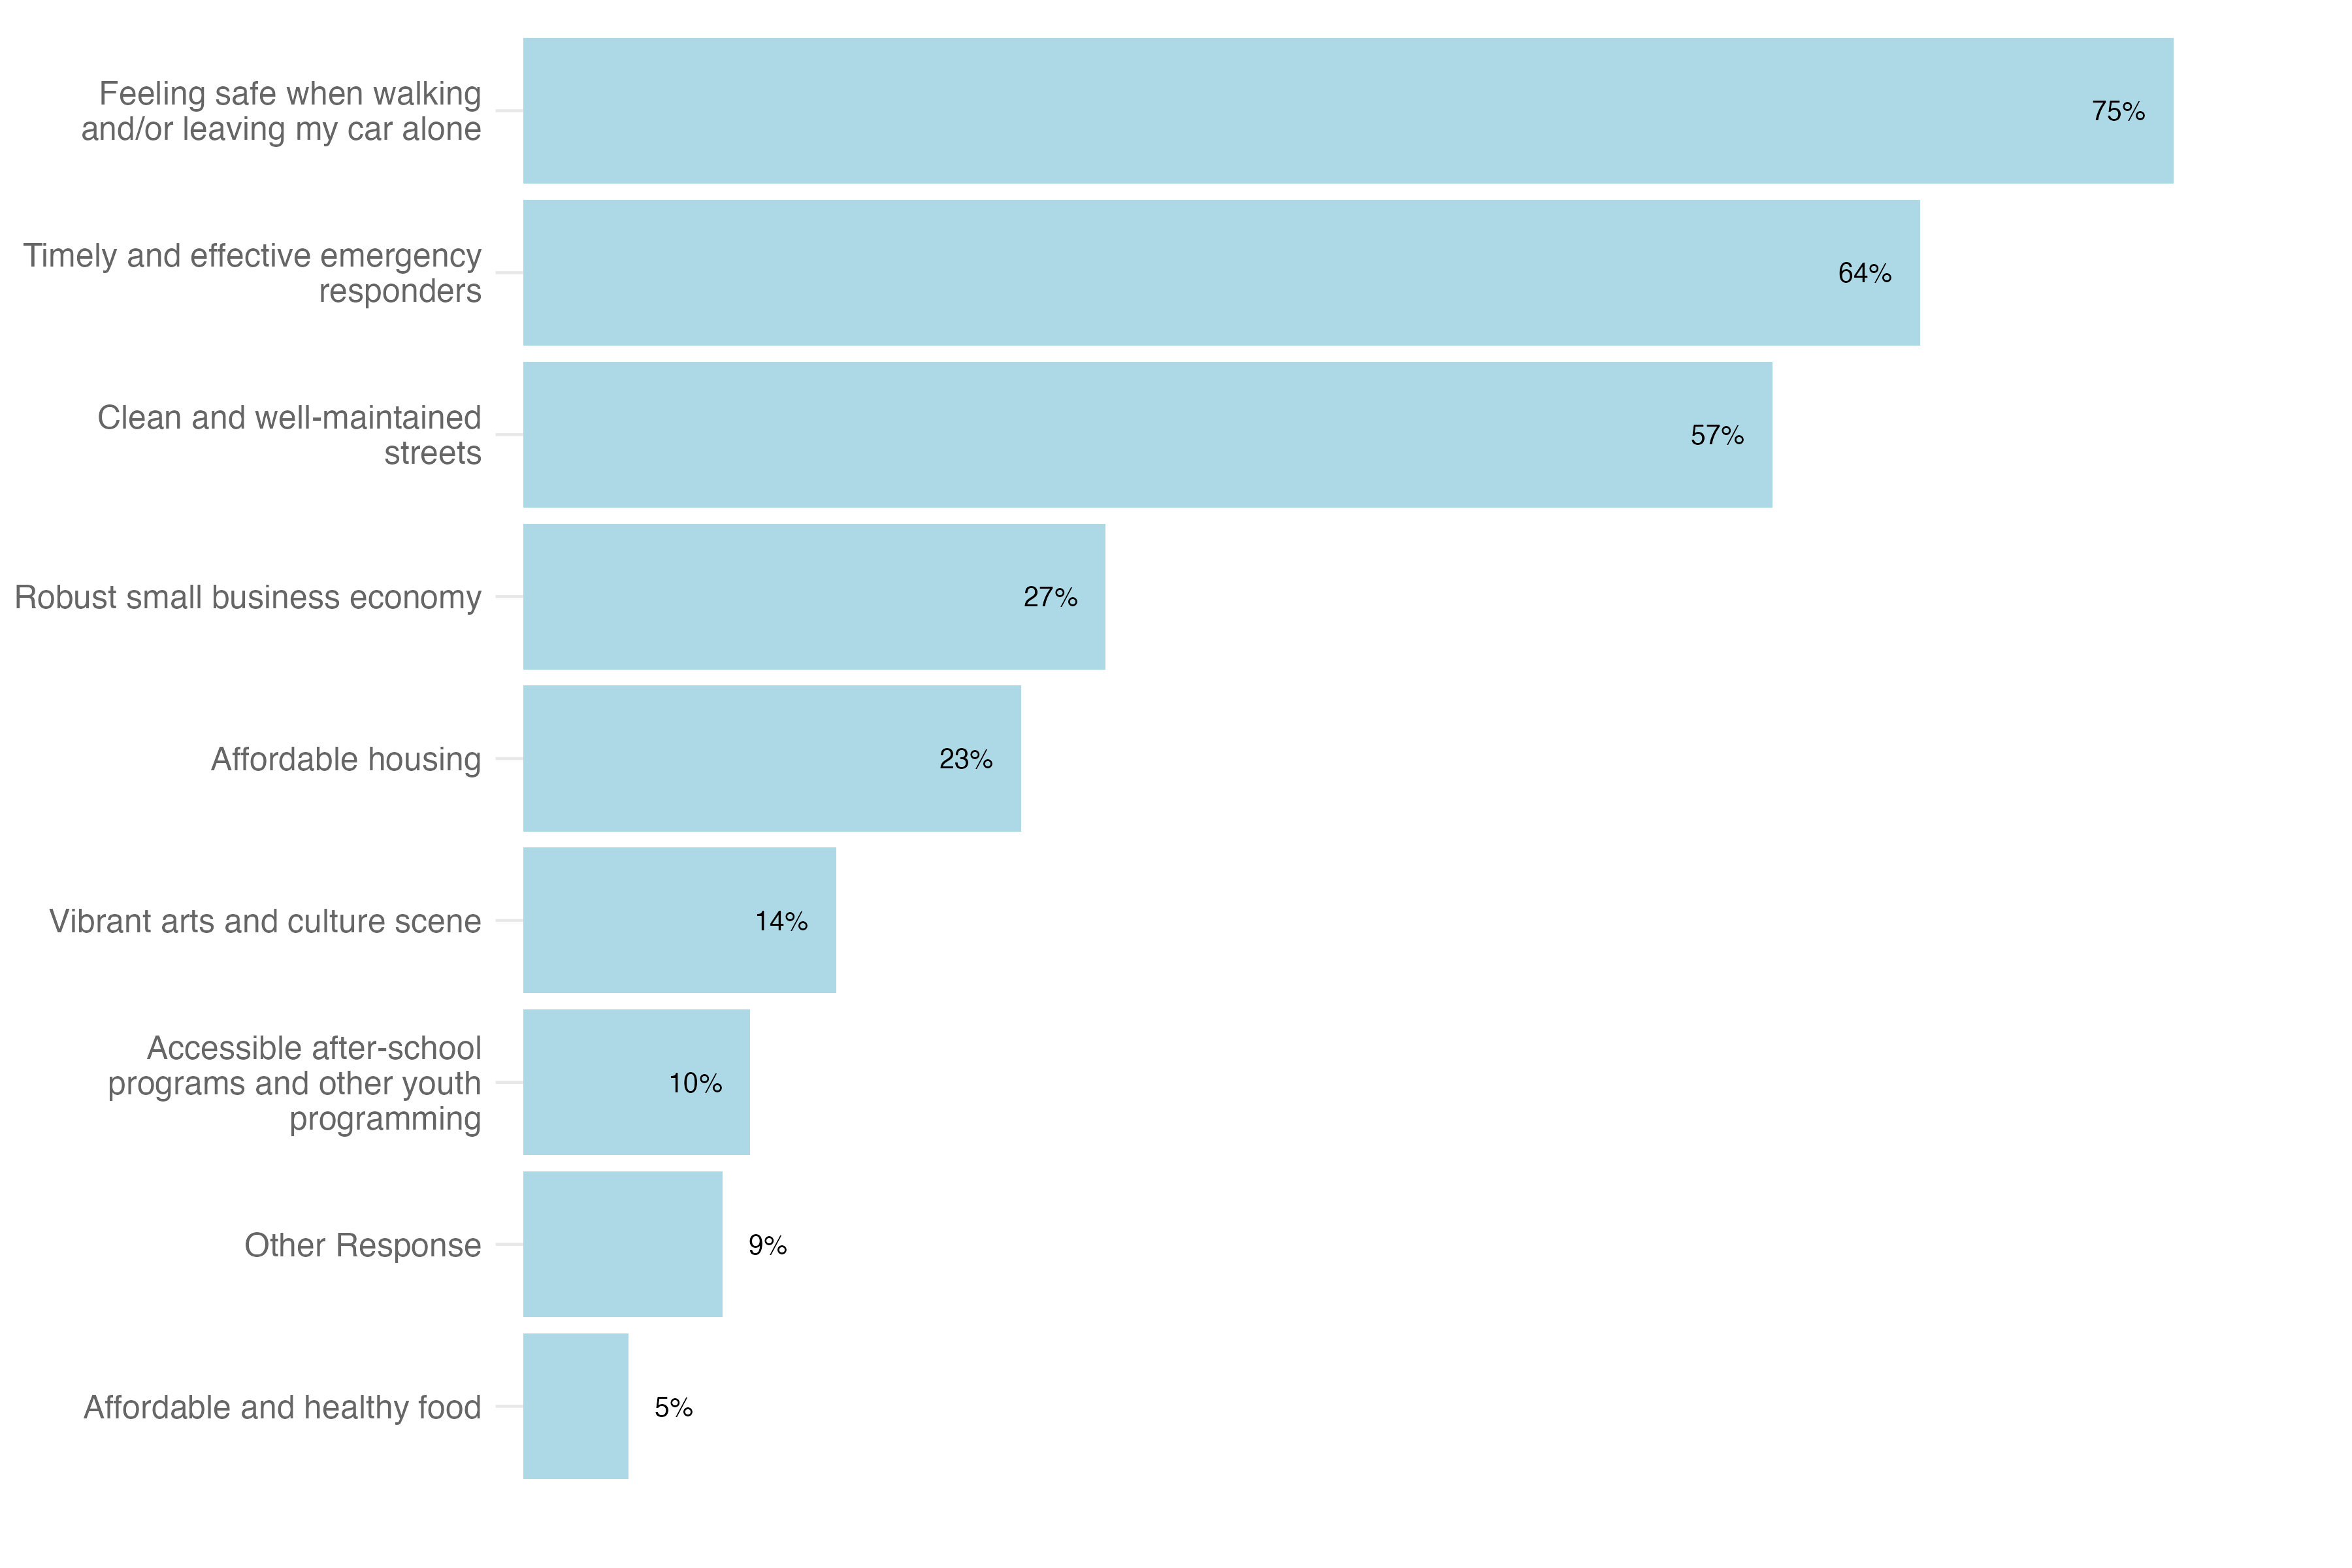 Feeling safe when walking
and/or leaving my car alone
75%
Timely and effective emergency
responders
64%
Clean and well-maintained
streets
57%
Robust small business economy
27%
Affordable housing
23%
Vibrant arts and culture scene
14%
Accessible after-school
programs and other youth
programming
10%
Other Response
9%
Affordable and healthy food
5%